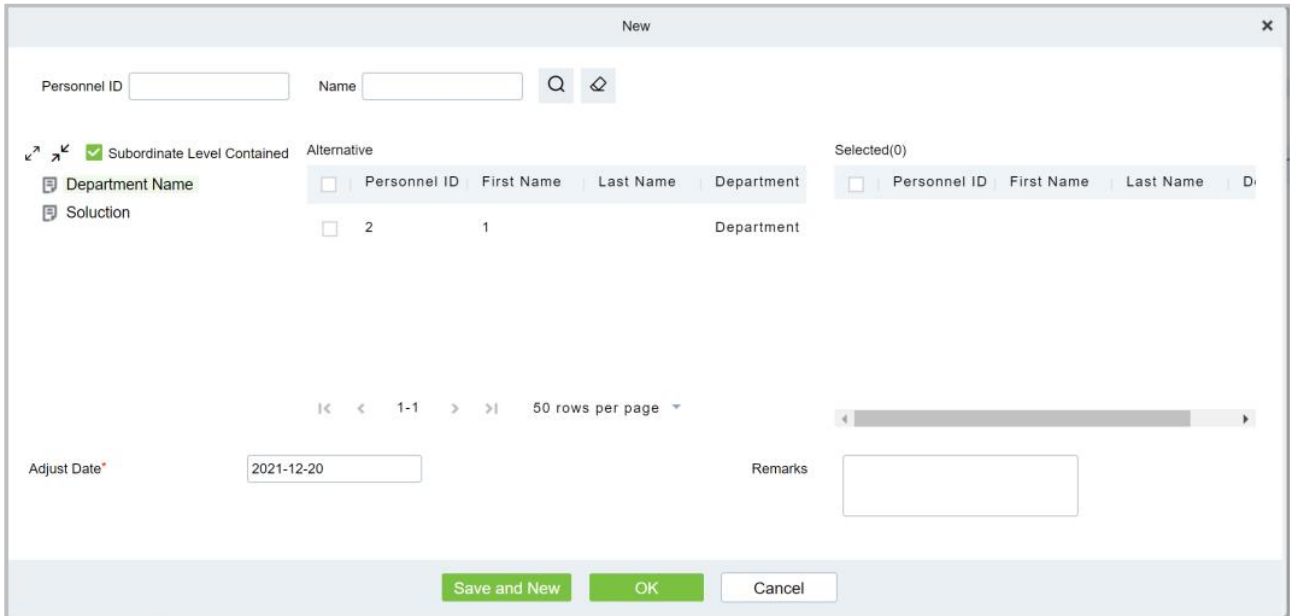 New
Personnel ID
Name
Subordinate Level Contained
Department Name
Soluction
Alternative
Personnel ID First Name Last Name Department
2 1 Department
1-1 50 rows per page
Selected(0)
Personnel ID First Name Last Name
Adjust Date* 2021-12-20
Remarks
Save and New OK Cancel